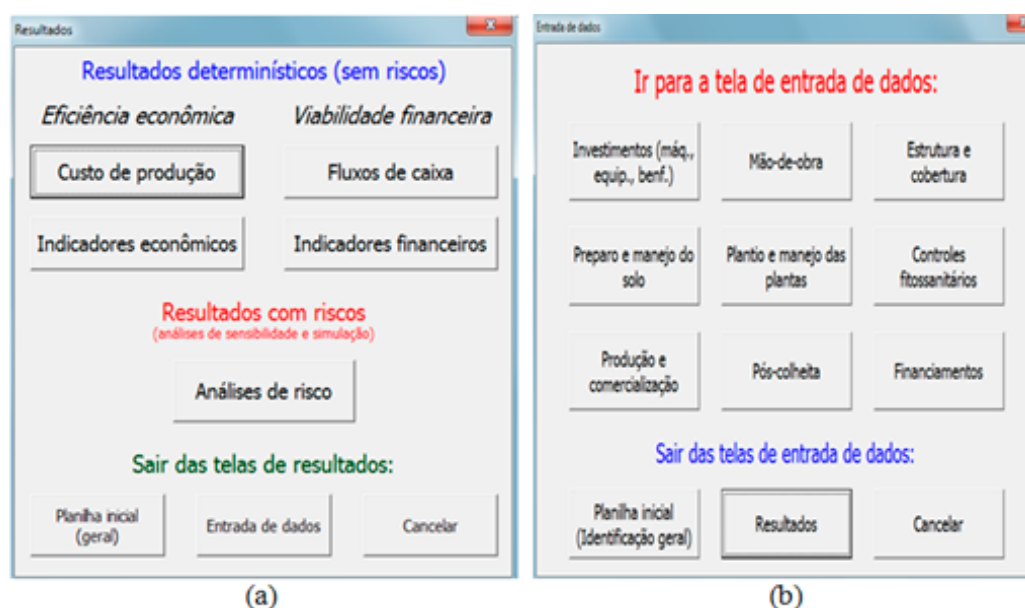 Resultados
Resultados determinísticos (sem riscos)
Eficiência econômica
Viabilidade financeira
Custo de produção
Fluxos de caixa
Indicadores econômicos
Indicadores financeiros
Resultados com riscos
(análises de sensibilidade e simulação)
Análises de risco
Sair das telas de resultados:
Planilha inicial
(geral)
Entrada de dados
Cancelar
(a)
Entrada de dados
Ir para a tela de entrada de dados:
Investimentos (máq.,
equip., benf.)
Mão-de-obra
Estrutura e
cobertura
Preparo e manejo do
solo
Plantio e manejo das
plantas
Controles
fitossanitários
Produção e
comercialização
Pós-colheita
Financiamentos
Sair das telas de entrada de dados:
Planilha inicial
(Identificação geral)
Resultados
Cancelar
(b)